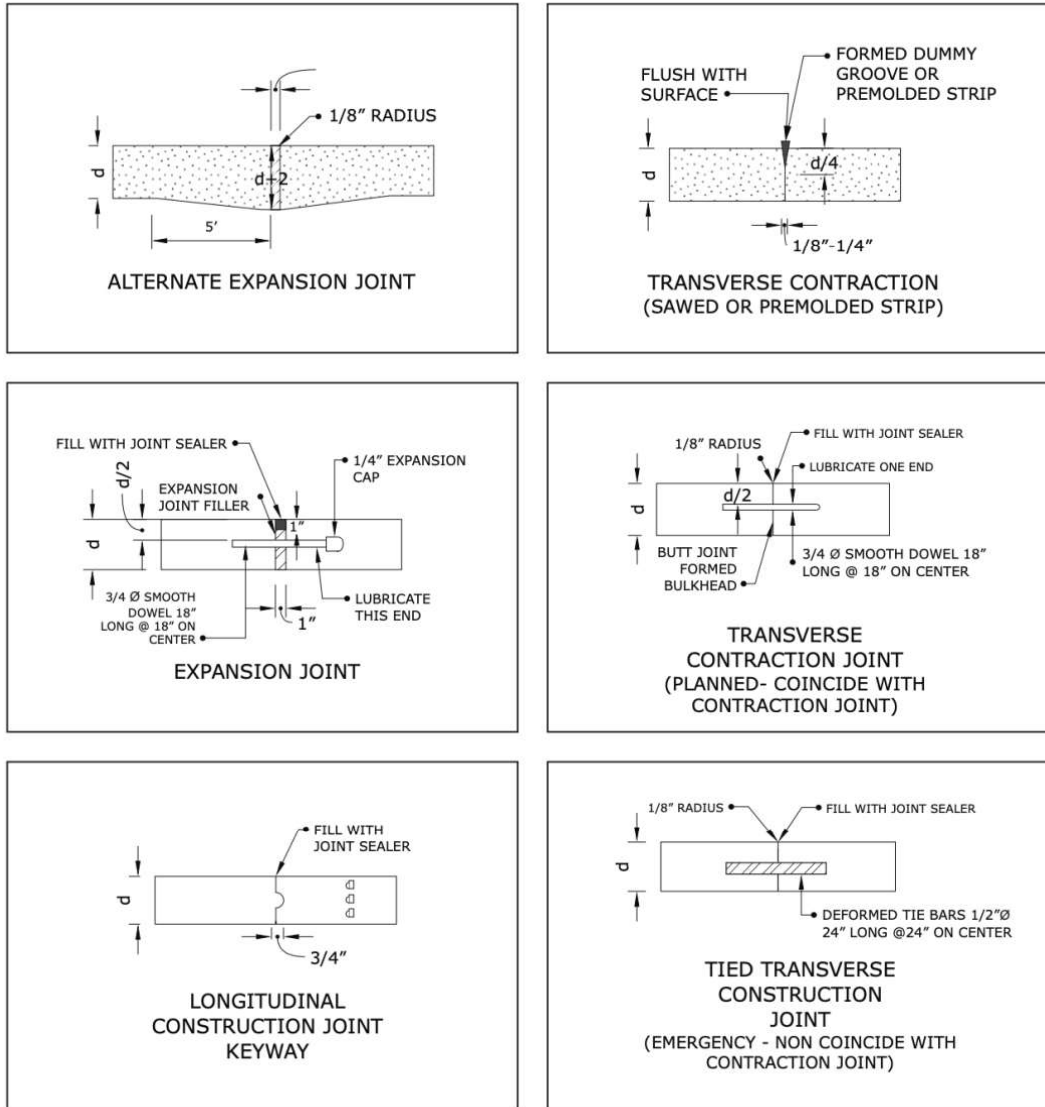 1/8" RADIUS
d
d+2
5'
ALTERNATE EXPANSION JOINT
FLUSH WITH
SURFACE
FORMED DUMMY
GROOVE OR
PREMOLDED STRIP
d
d/4
1/8"-1/4"
TRANSVERSE CONTRACTION
(SAWED OR PREMOLDED STRIP)
FILL WITH JOINT SEALER
d/2
EXPANSION
JOINT FILLER
1/4" EXPANSION
CAP
d
1"
3/4 Ø SMOOTH
DOWEL 18"
LONG @ 18" ON
CENTER
1"
LUBRICATE
THIS END
EXPANSION JOINT
1/8" RADIUS
FILL WITH JOINT SEALER
LUBRICATE ONE END
d
d/2
BUTT JOINT
FORMED
BULKHEAD
3/4 Ø SMOOTH DOWEL 18"
LONG @ 18" ON CENTER
TRANSVERSE
CONTRACTION JOINT
(PLANNED- COINCIDE WITH
CONTRACTION JOINT)
FILL WITH
JOINT SEALER
d
3/4"
LONGITUDINAL
CONSTRUCTION JOINT
KEYWAY
1/8" RADIUS
FILL WITH JOINT SEALER
d
DEFORMED TIE BARS 1/2"Ø
24" LONG @24" ON CENTER
TIED TRANSVERSE
CONSTRUCTION
JOINT
(EMERGENCY - NON COINCIDE WITH
CONTRACTION JOINT)